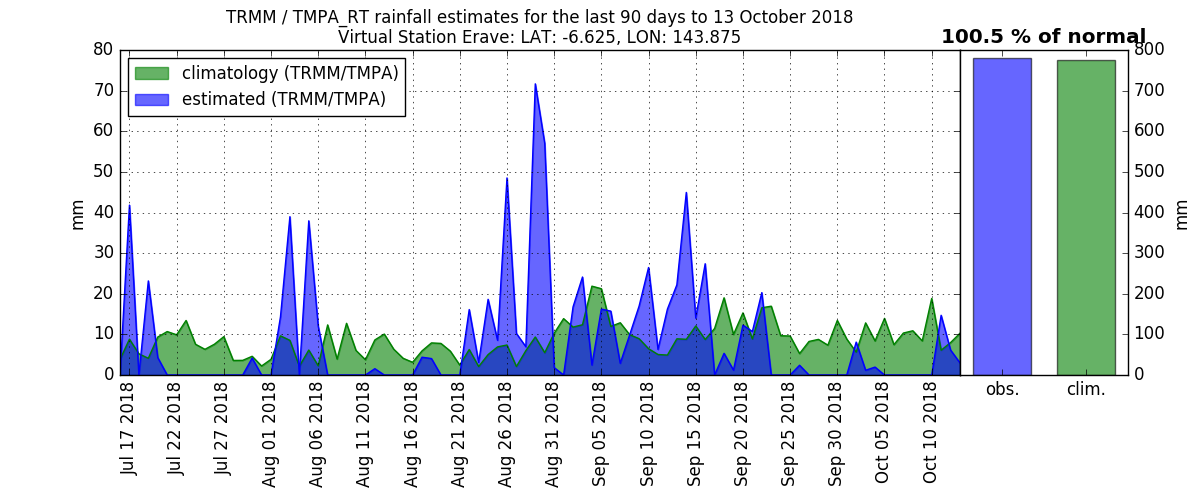 TRMM / TMPA_RT rainfall estimates for the last 90 days to 13 October 2018
Virtual Station Erave: LAT: -6.625, LON: 143.875
100.5 % of normal
climatology (TRMM/TMPA)
estimated (TRMM/TMPA)
mm
80
70
60
50
40
30
20
10
0
Jul 17 2018
Jul 22 2018
Jul 27 2018
Aug 01 2018
Aug 06 2018
Aug 11 2018
Aug 16 2018
Aug 21 2018
Aug 26 2018
Aug 31 2018
Sep 05 2018
Sep 10 2018
Sep 15 2018
Sep 20 2018
Sep 25 2018
Sep 30 2018
Oct 05 2018
Oct 10 2018
obs.
clim.
800
700
600
500
400
300
200
100
0
mm